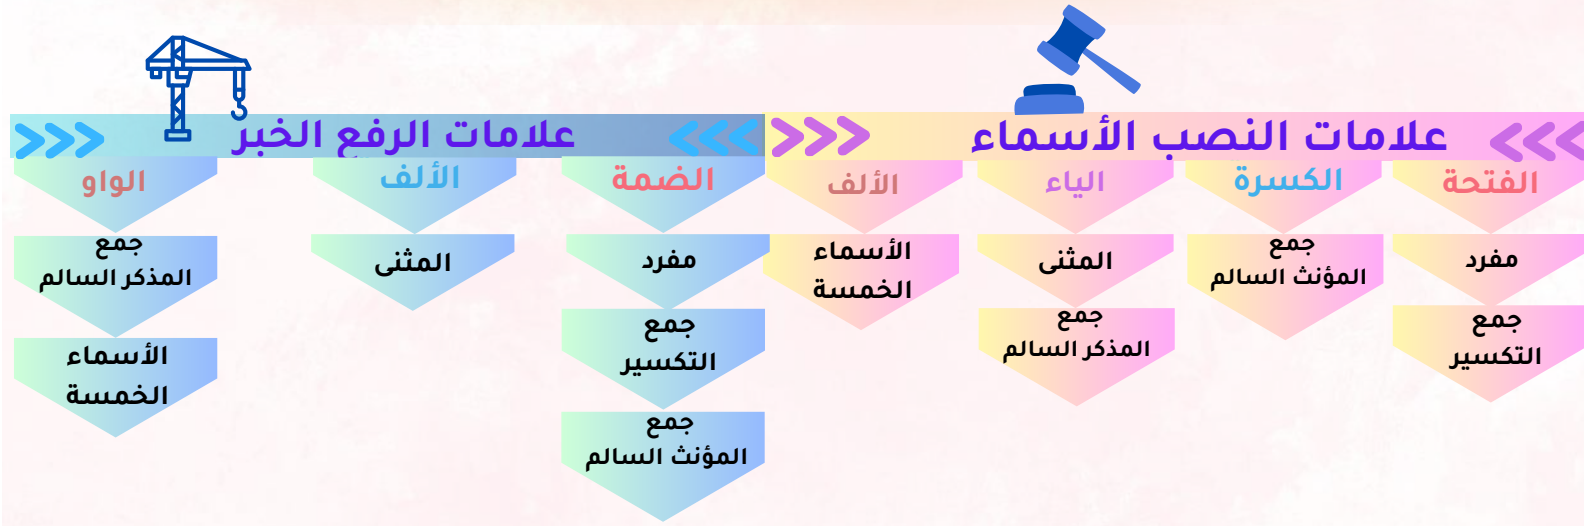 علامات النصب الأسماء
الفتحة
مفرد
جمع
التكسير
الكسرة
جمع
المؤنث السالم
الياء
المثنى
جمع
المذكر السالم
الألف
الأسماء
الخمسة
علامات الرفع الخبر
الضمة
مفرد
جمع
التكسير
جمع
المؤنث السالم
الألف
المثنى
الواو
جمع
المذكر السالم
الأسماء
الخمسة